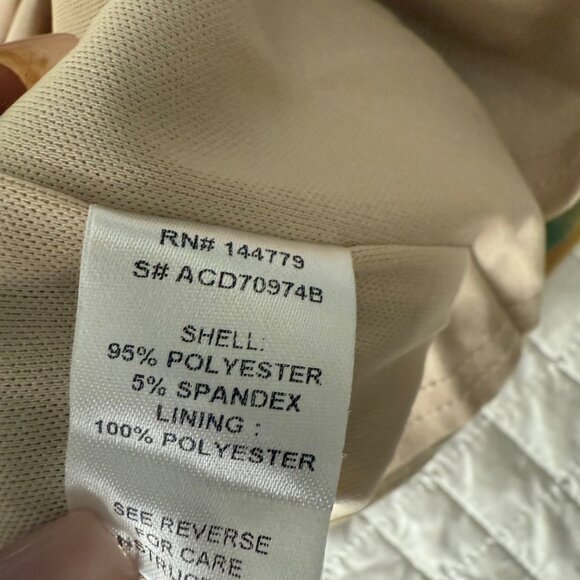 RN# 144779
S# ACD70974B
SHELL:
95% POLYESTER
5% SPANDEX
LINING :
100% POLYESTER
SEE REVERSE
FOR CARE